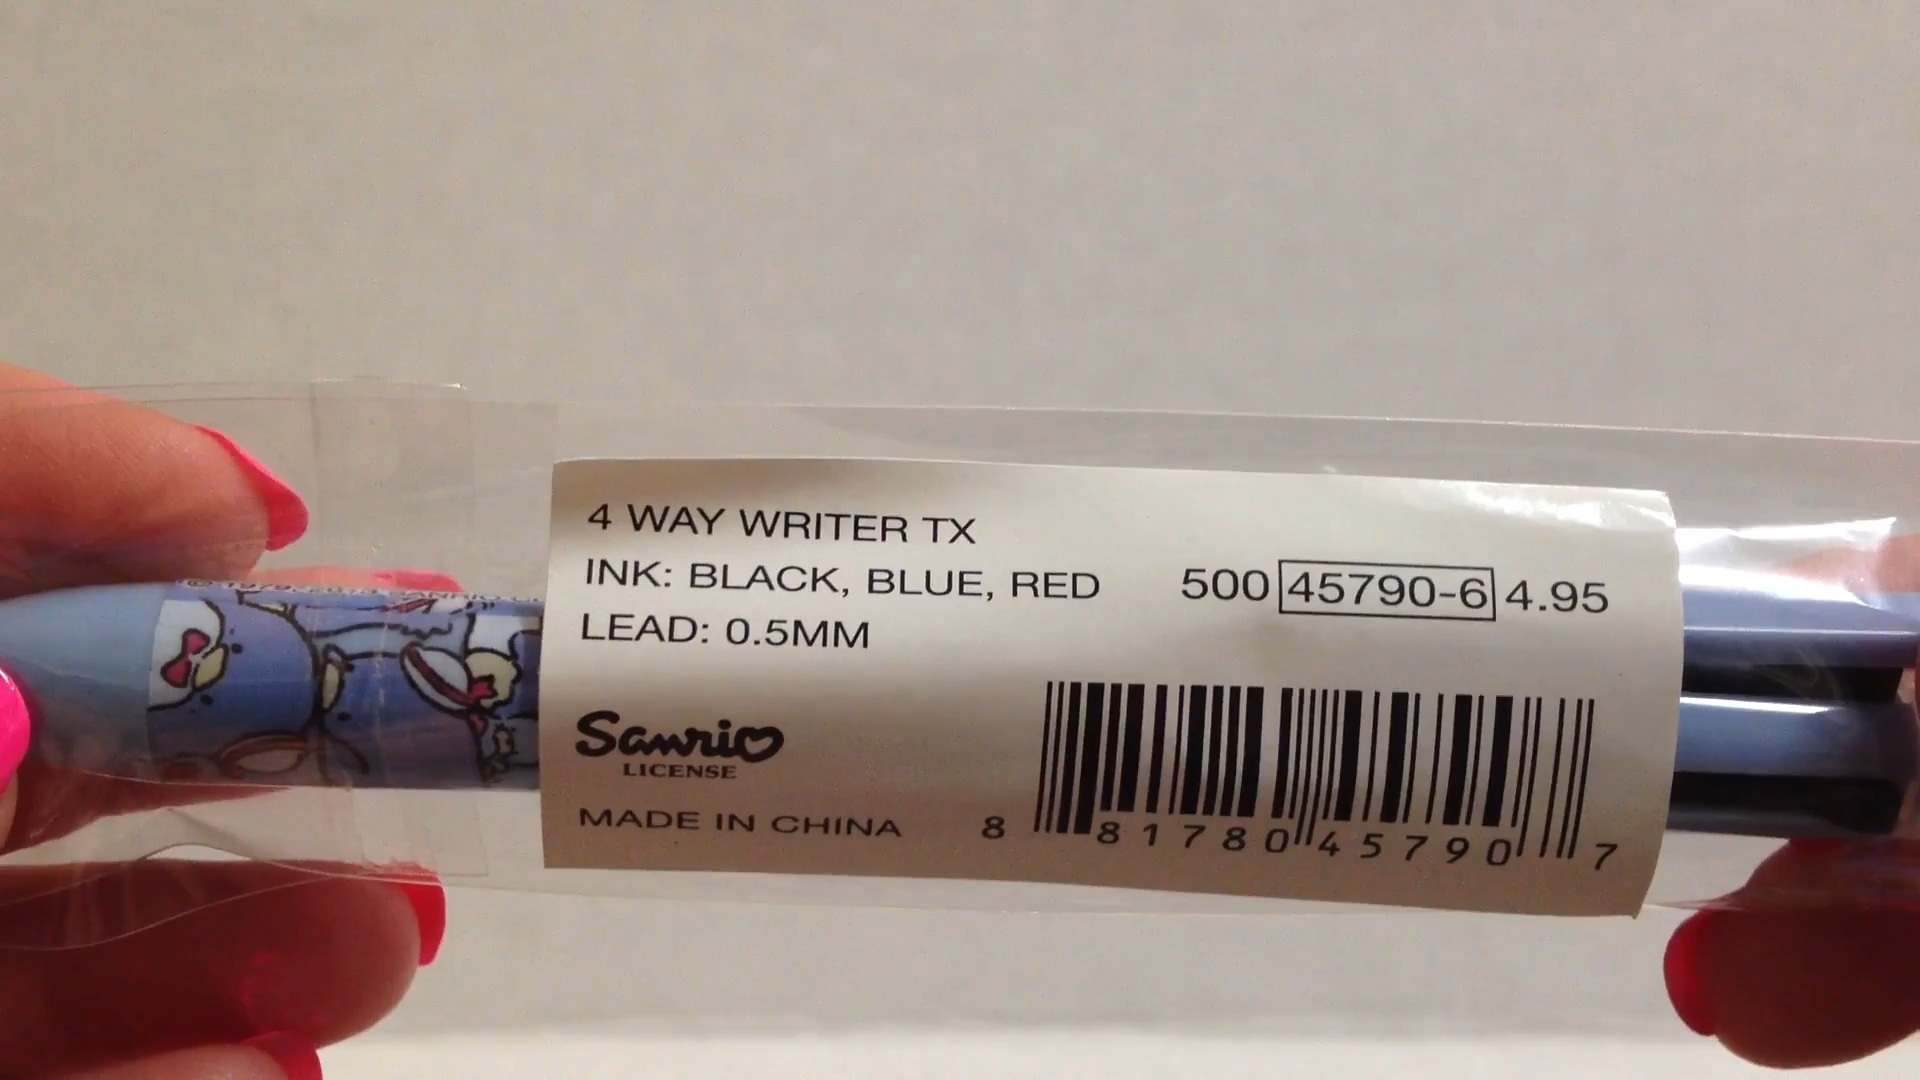 4 WAY WRITER TX
INK: BLACK, BLUE, RED
LEAD: 0.5MM
500 45790-6 4.95
Sanrio
LICENSE
MADE IN CHINA
8 81780 45790 7